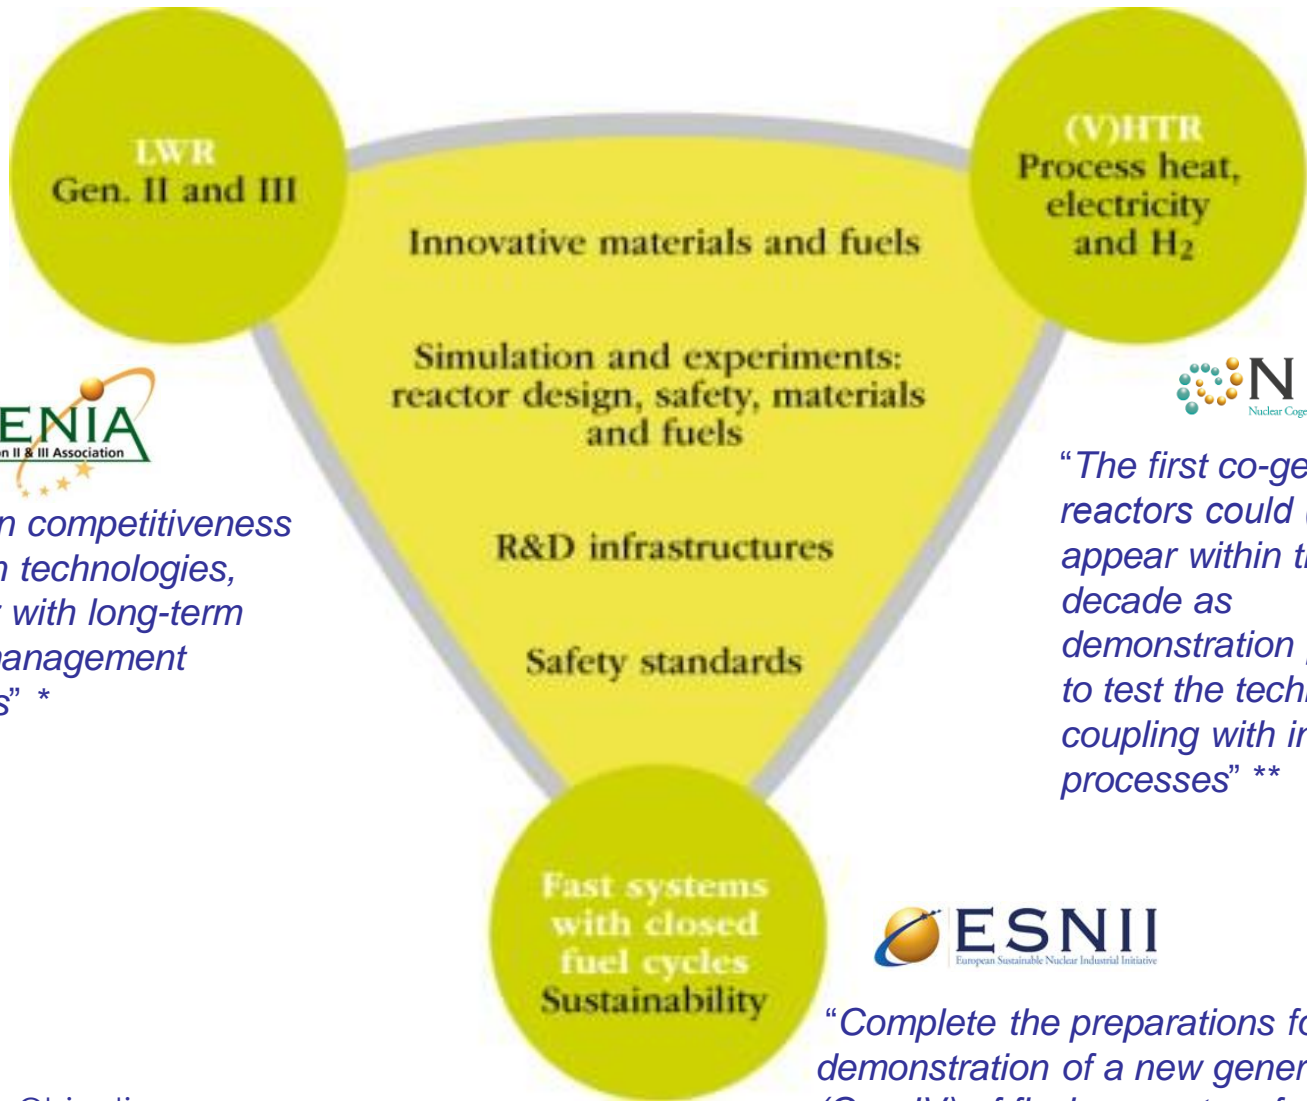 LWR
Gen. II and III
(V)HTR
Process heat,
electricity
and H₂
Innovative materials and fuels
Simulation and experiments:
reactor design, safety, materials
and fuels
R&D infrastructures
Safety standards
ENIA
on II & III Association
n competitiveness
technologies,
with long-term
anagement
s” *
N
Nuclear Coge
“The first co-ge
reactors could (
appear within
decade as
demonstration
to test the tech
coupling with in
processes” **
Fast systems
with closed
fuel cycles
Sustainability
ESNII
European Sustainable Nuclear Industrial Initiative
“Complete the preparations fo
demonstration of a new gener